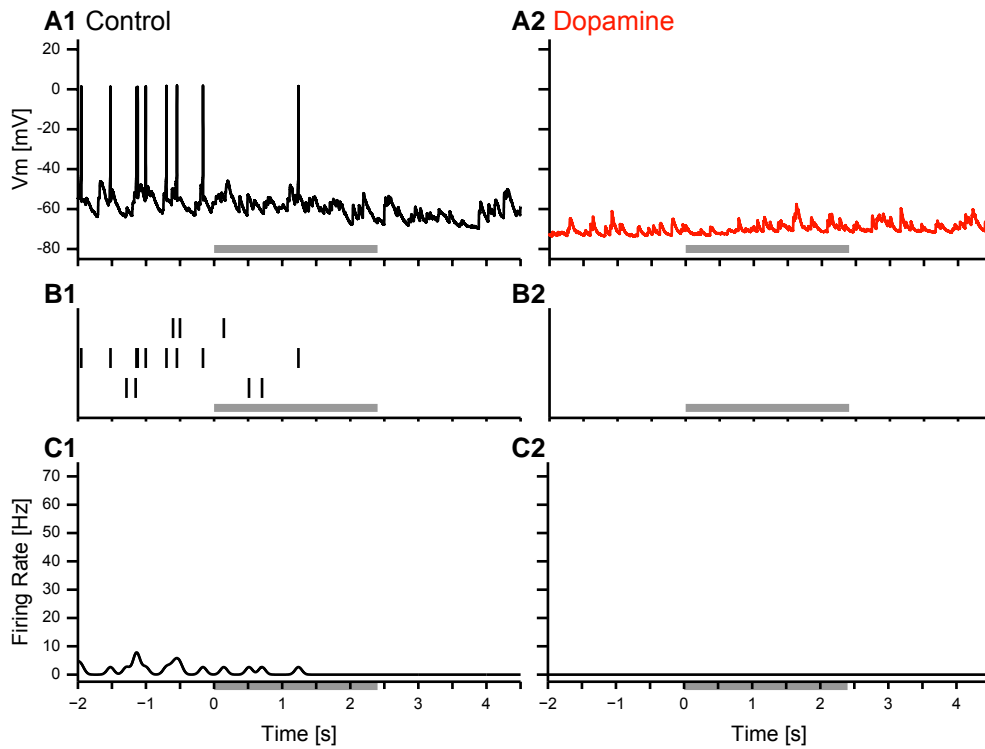 A1 Control
A2 Dopamine
20
0
-20
-40
-60
-80
Vm [mV]
B1
B2
C1
C2
70
60
50
40
30
20
10
0
Firing Rate [Hz]
−2 −1 0 1 2 3 4
−2 −1 0 1 2 3 4
Time [s]
Time [s]